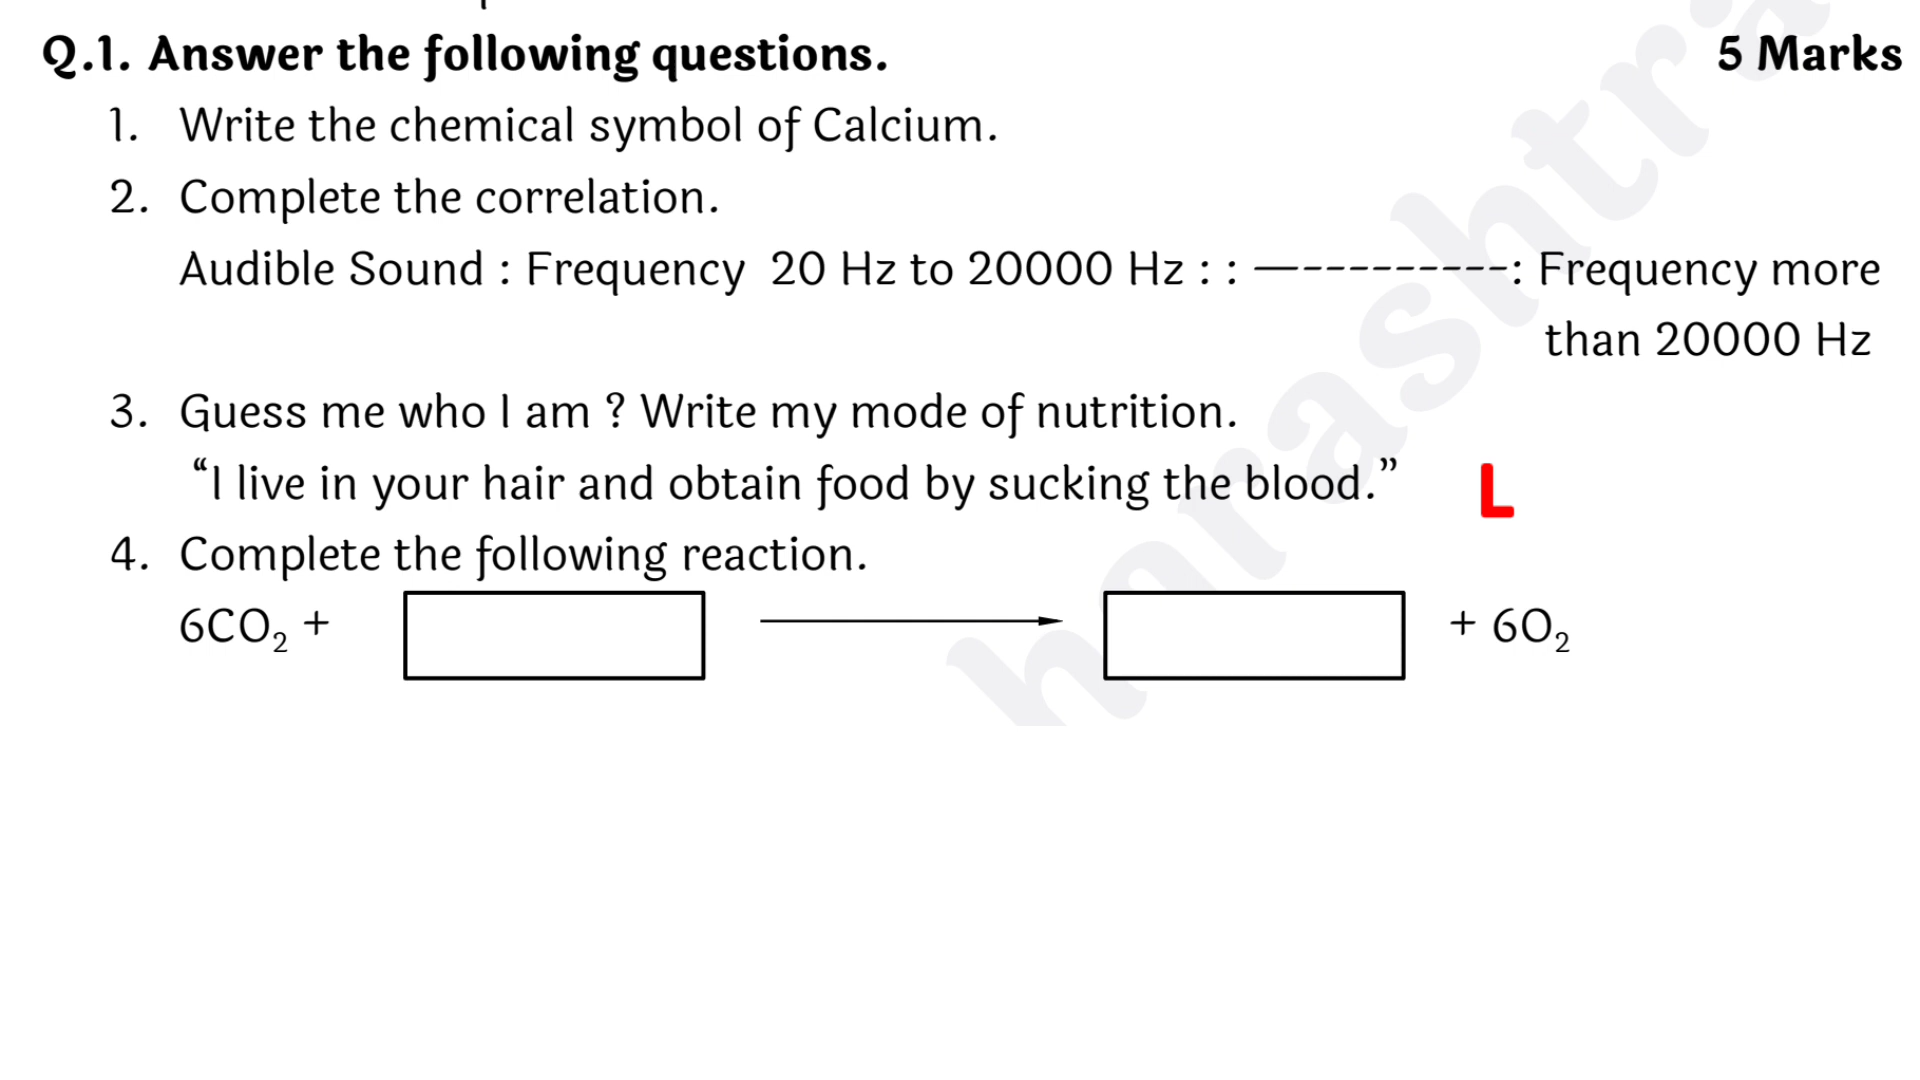 Q.1. Answer the following questions. 5 Marks
1. Write the chemical symbol of Calcium.
2. Complete the correlation.
Audible Sound : Frequency 20 Hz to 20000 Hz : : —---------: Frequency more
than 20000 Hz
3. Guess me who I am ? Write my mode of nutrition.
“I live in your hair and obtain food by sucking the blood.” L
4. Complete the following reaction.
6CO₂ + → + 6O₂